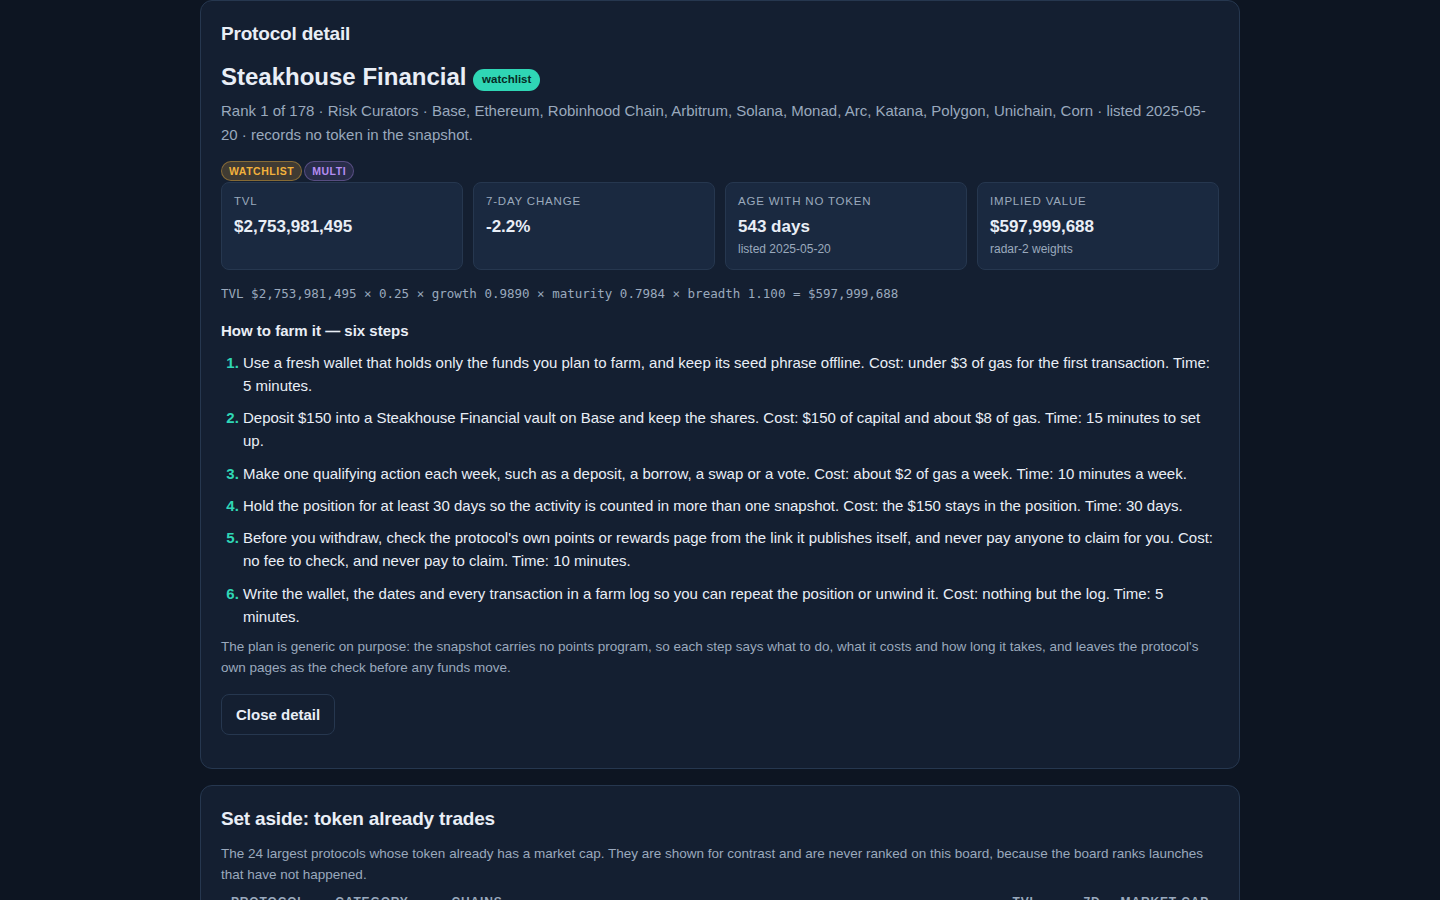 Protocol detail
Steakhouse Financial watchlist
Rank 1 of 178 · Risk Curators · Base, Ethereum, Robinhood Chain, Arbitrum, Solana, Monad, Arc, Katana, Polygon, Unichain, Corn · listed 2025-05-
20 · records no token in the snapshot.
WATCHLIST MULTI
TVL
$2,753,981,495
7-DAY CHANGE
-2.2%
AGE WITH NO TOKEN
543 days
listed 2025-05-20
IMPLIED VALUE
$597,999,688
radar-2 weights
TVL $2,753,981,495 × 0.25 × growth 0.9890 × maturity 0.7984 × breadth 1.100 = $597,999,688
How to farm it — six steps
1. Use a fresh wallet that holds only the funds you plan to farm, and keep its seed phrase offline. Cost: under $3 of gas for the first transaction. Time:
5 minutes.
2. Deposit $150 into a Steakhouse Financial vault on Base and keep the shares. Cost: $150 of capital and about $8 of gas. Time: 15 minutes to set
up.
3. Make one qualifying action each week, such as a deposit, a borrow, a swap or a vote. Cost: about $2 of gas a week. Time: 10 minutes a week.
4. Hold the position for at least 30 days so the activity is counted in more than one snapshot. Cost: the $150 stays in the position. Time: 30 days.
5. Before you withdraw, check the protocol's own points or rewards page from the link it publishes itself, and never pay anyone to claim for you. Cost:
no fee to check, and never pay to claim. Time: 10 minutes.
6. Write the wallet, the dates and every transaction in a farm log so you can repeat the position or unwind it. Cost: nothing but the log. Time: 5
minutes.
The plan is generic on purpose: the snapshot carries no points program, so each step says what to do, what it costs and how long it takes, and leaves the protocol's
own pages as the check before any funds move.
Close detail
Set aside: token already trades
The 24 largest protocols whose token already has a market cap. They are shown for contrast and are never ranked on this board, because the board ranks launches
that have not happened.
PROTOCOL CATEGORY CHAINS TVL 7D MARKET CAP